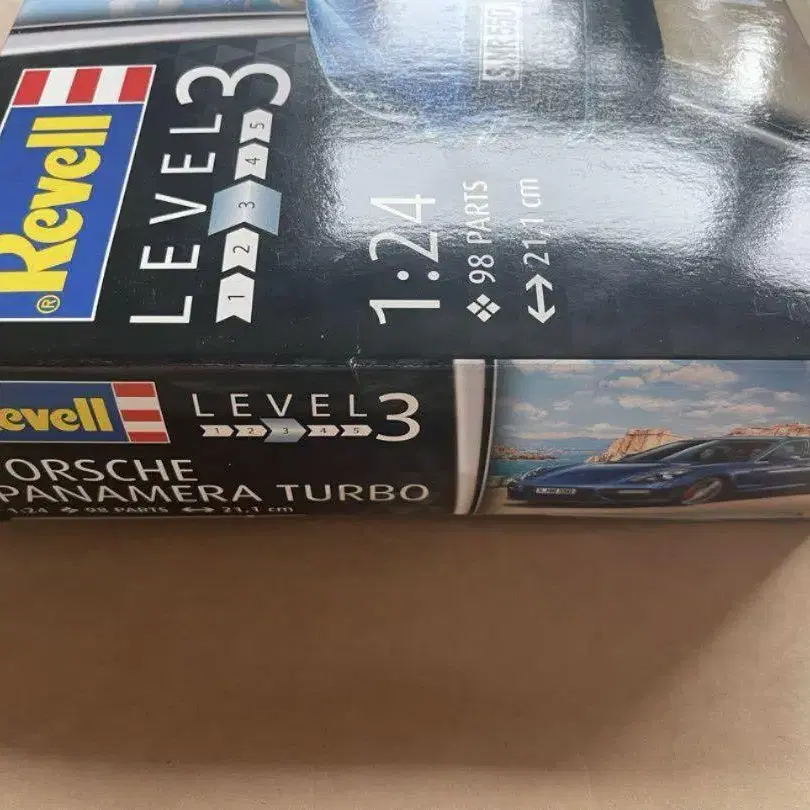 Revell
®
LEVEL 3
1 2 3 4 5
1:24
98 PARTS
21,1 cm
evell
LEVEL 3
1 2 3 4 5
ORSCHE
PANAMERA TURBO
1:24 98 PARTS 21,1 cm